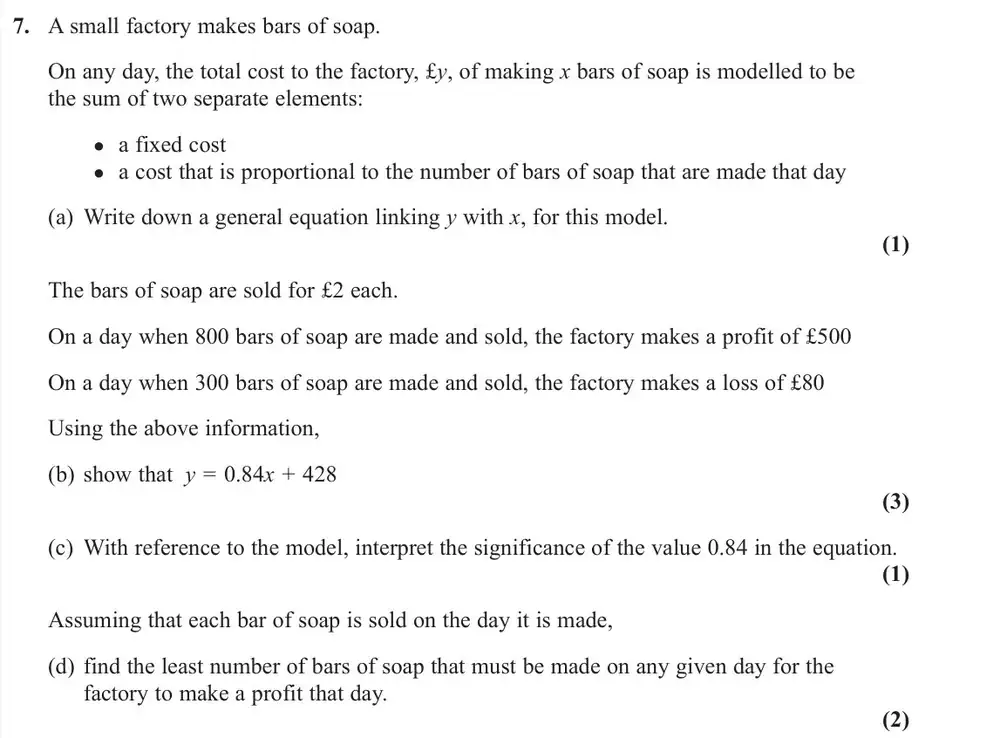 7. A small factory makes bars of soap.
On any day, the total cost to the factory, £y, of making x bars of soap is modelled to be
the sum of two separate elements:
• a fixed cost
• a cost that is proportional to the number of bars of soap that are made that day
(a) Write down a general equation linking y with x, for this model.
(1)
The bars of soap are sold for £2 each.
On a day when 800 bars of soap are made and sold, the factory makes a profit of £500
On a day when 300 bars of soap are made and sold, the factory makes a loss of £80
Using the above information,
(b) show that y = 0.84x + 428
(3)
(c) With reference to the model, interpret the significance of the value 0.84 in the equation.
(1)
Assuming that each bar of soap is sold on the day it is made,
(d) find the least number of bars of soap that must be made on any given day for the
factory to make a profit that day.
(2)